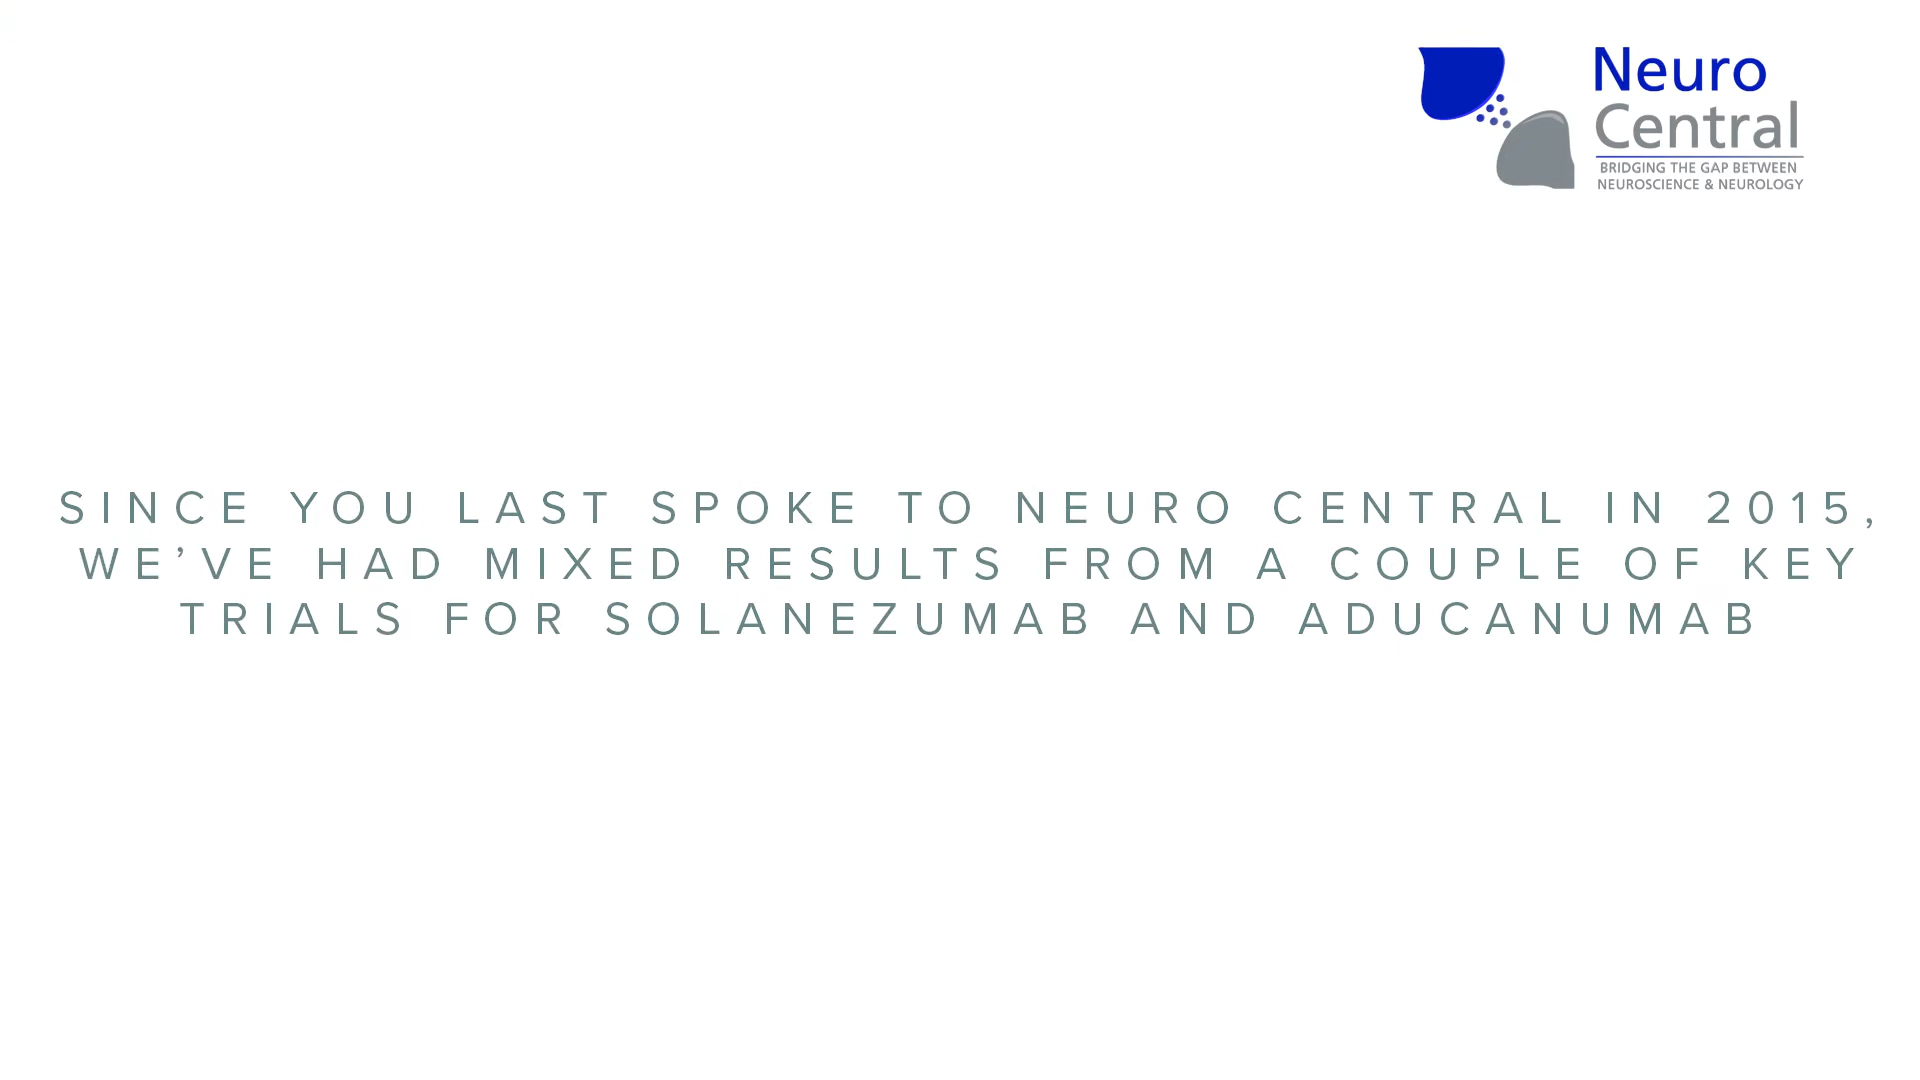 Neuro
Central
BRIDGING THE GAP BETWEEN
NEUROSCIENCE & NEUROLOGY
SINCE YOU LAST SPOKE TO NEURO CENTRAL IN 2015,
WE’VE HAD MIXED RESULTS FROM A COUPLE OF KEY
TRIALS FOR SOLANEZUMAB AND ADUCANUMAB